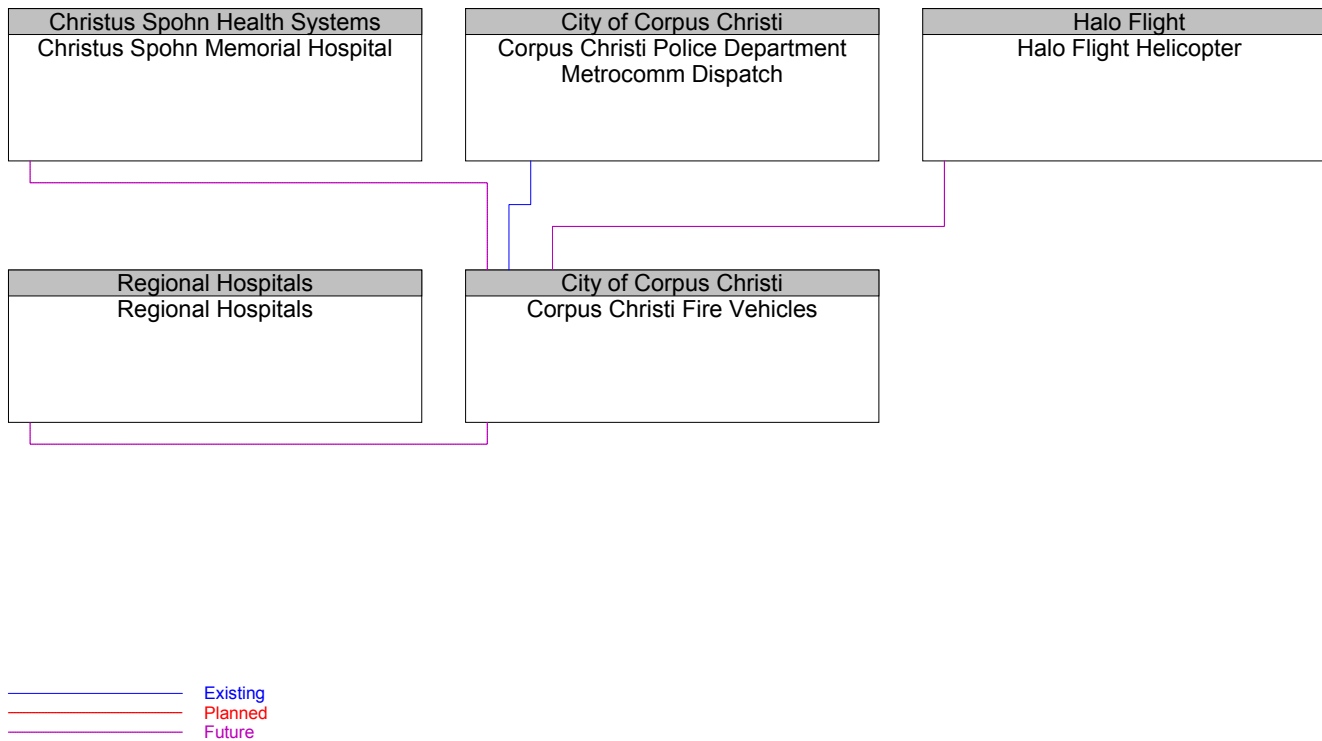 Christus Spohn Health Systems
Christus Spohn Memorial Hospital
City of Corpus Christi
Corpus Christi Police Department
Metrocomm Dispatch
Halo Flight
Halo Flight Helicopter
Regional Hospitals
Regional Hospitals
City of Corpus Christi
Corpus Christi Fire Vehicles
Existing
Planned
Future